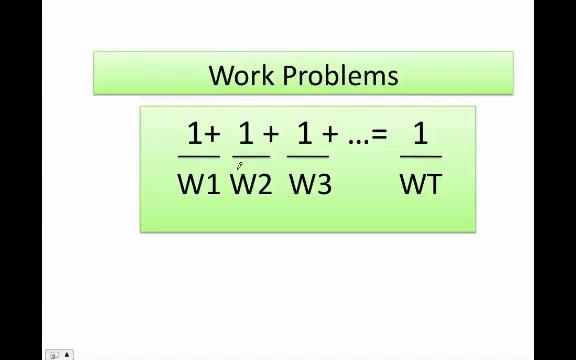 Work Problems
1+ 1 + 1 + ...= 1
W1 W2 W3 WT